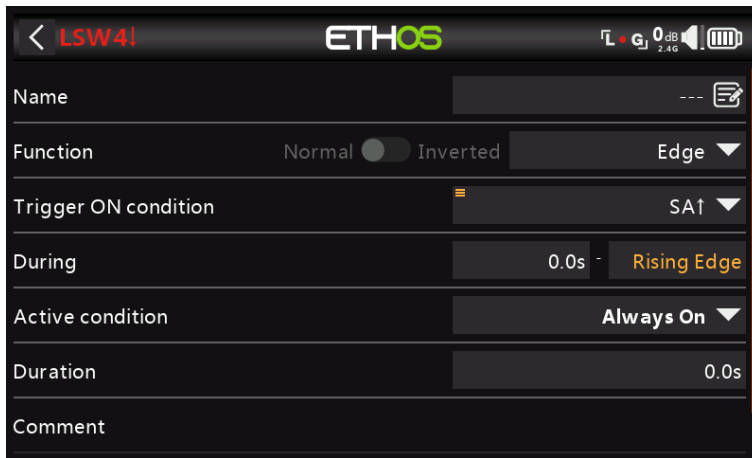 LSW4↓ ETHOS L G 0dB 2.4G
Name ---
Function Normal Inverted Edge
Trigger ON condition SA↑
During 0.0s - Rising Edge
Active condition Always On
Duration 0.0s
Comment